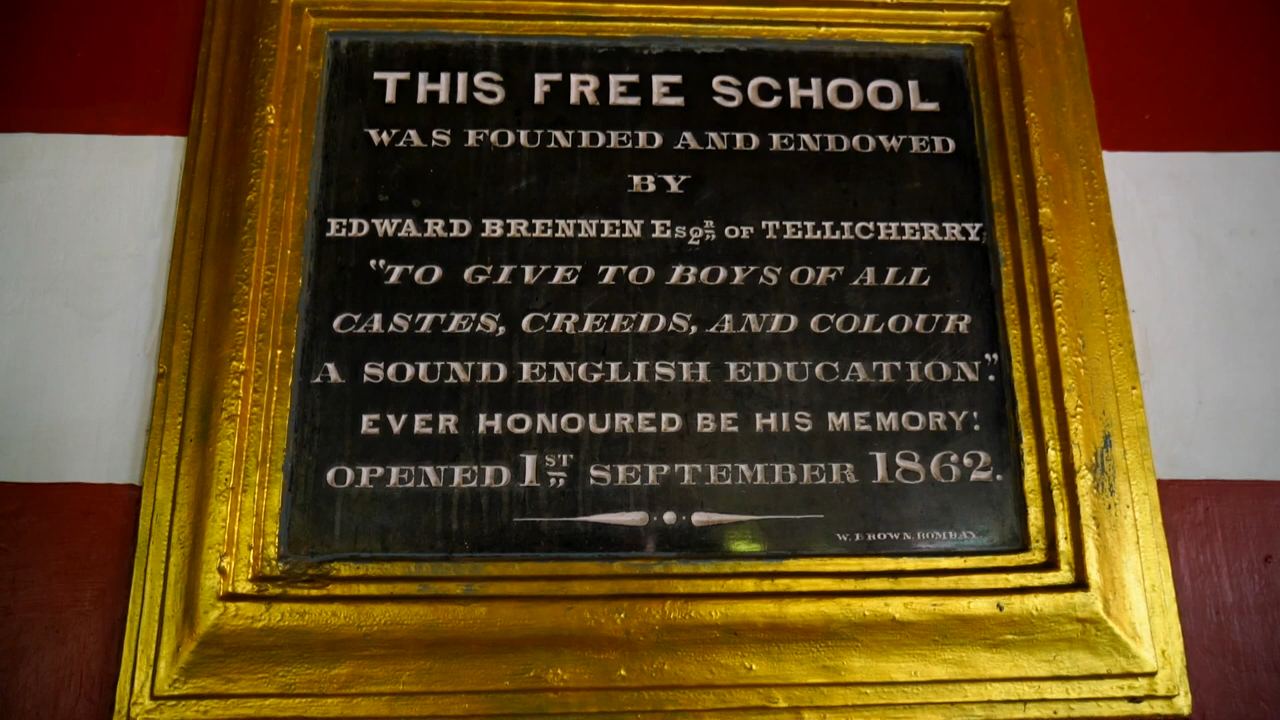 THIS FREE SCHOOL
WAS FOUNDED AND ENDOWED
BY
EDWARD BRENNEN Esqr of TELLICHERRY,
"TO GIVE TO BOYS OF ALL
CASTES, CREEDS, AND COLOUR
A SOUND ENGLISH EDUCATION".
EVER HONOURED BE HIS MEMORY!
OPENED 1ST SEPTEMBER 1862.
W. BROWN, BOMBAY